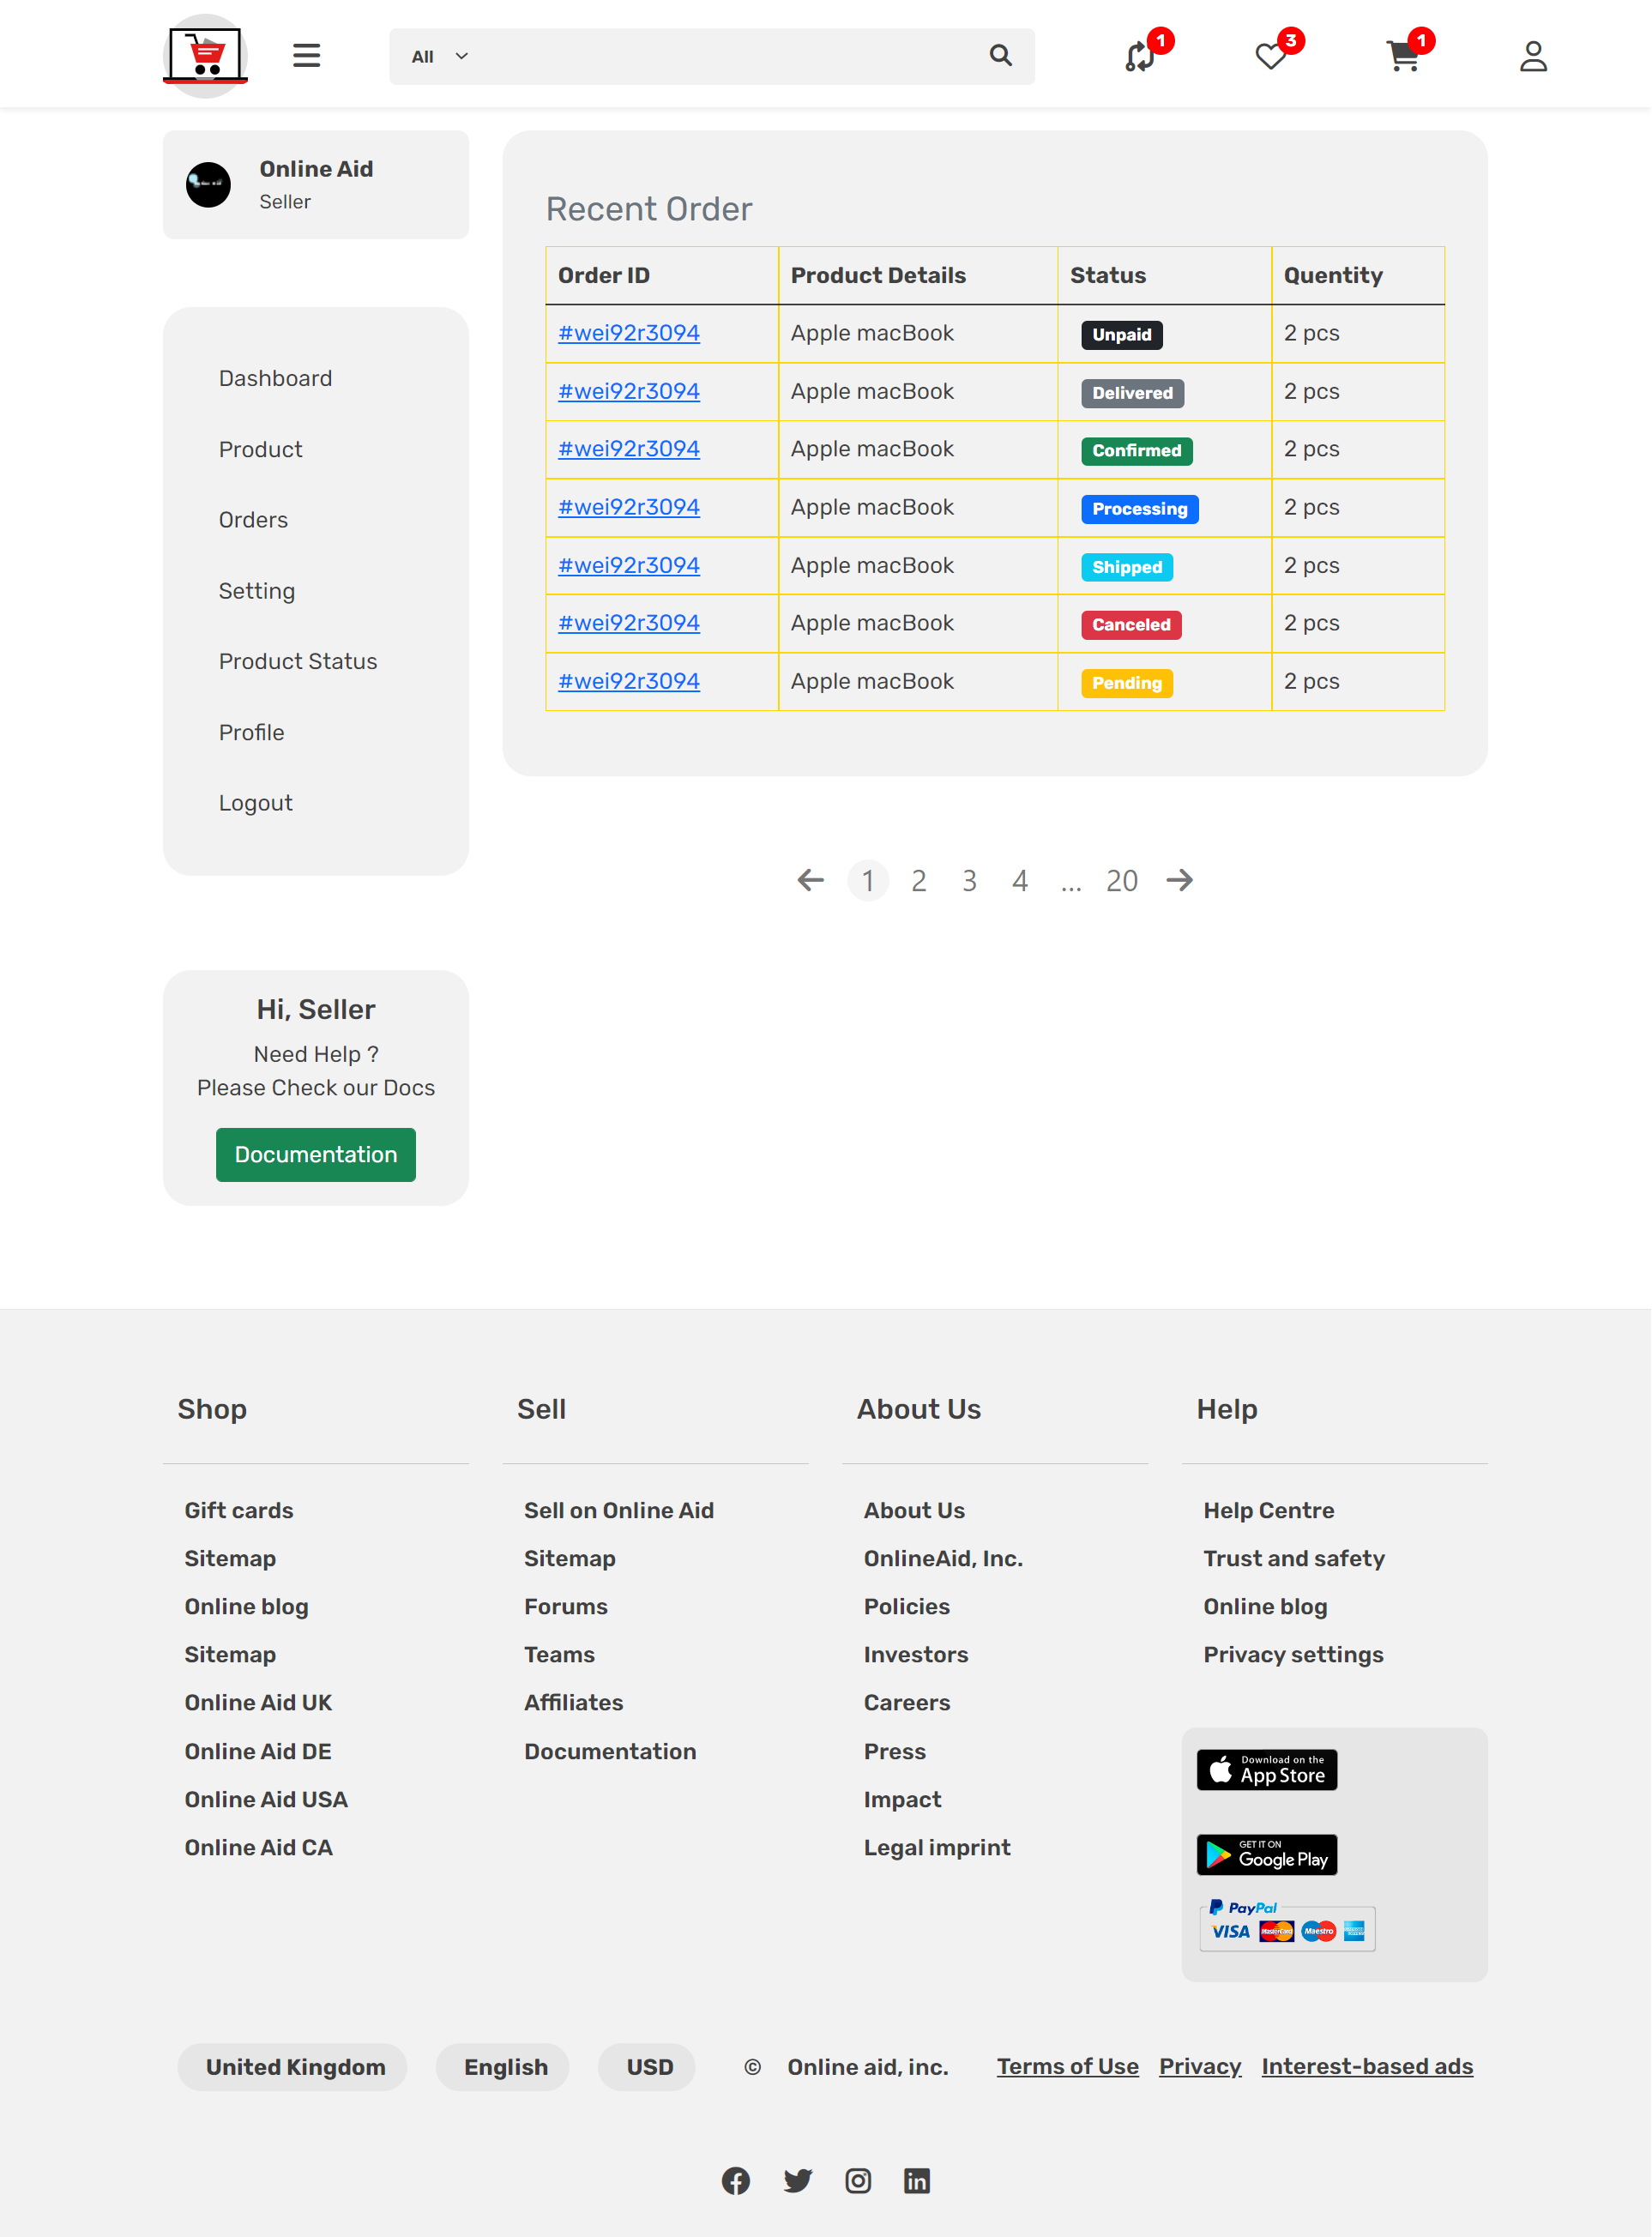 All
1
3
1
Online Aid
Seller
Dashboard
Product
Orders
Setting
Product Status
Profile
Logout
Hi, Seller
Need Help ?
Please Check our Docs
Documentation
Recent Order
Order ID Product Details Status Quentity
#wei92r3094 Apple macBook Unpaid 2 pcs
#wei92r3094 Apple macBook Delivered 2 pcs
#wei92r3094 Apple macBook Confirmed 2 pcs
#wei92r3094 Apple macBook Processing 2 pcs
#wei92r3094 Apple macBook Shipped 2 pcs
#wei92r3094 Apple macBook Canceled 2 pcs
#wei92r3094 Apple macBook Pending 2 pcs
1 2 3 4 ... 20
Shop
Gift cards
Sitemap
Online blog
Sitemap
Online Aid UK
Online Aid DE
Online Aid USA
Online Aid CA
Sell
Sell on Online Aid
Sitemap
Forums
Teams
Affiliates
Documentation
About Us
About Us
OnlineAid, Inc.
Policies
Investors
Careers
Press
Impact
Legal imprint
Help
Help Centre
Trust and safety
Online blog
Privacy settings
Download on the
App Store
GET IT ON
Google Play
PayPal
VISA MasterCard Maestro
United Kingdom English USD © Online aid, inc. Terms of Use Privacy Interest-based ads